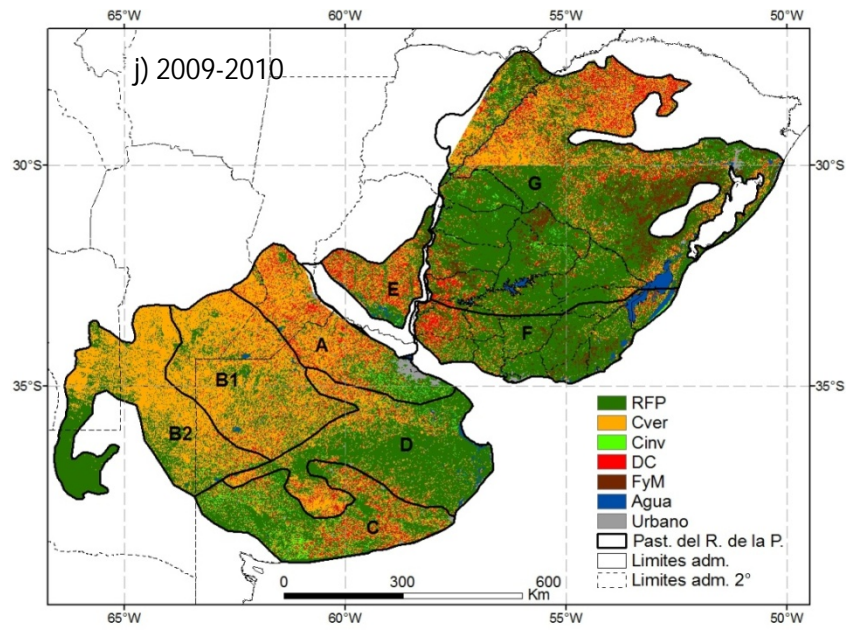 65°W 60°W 55°W 50°W
j) 2009-2010
30°S 30°S
G
E
A
F
B1
35°S 35°S
B2
D
C
RFP
Cver
Cinv
DC
FyM
Agua
Urbano
Past. del R. de la P.
Limites adm.
Limites adm. 2°
0 300 600
Km
65°W 60°W 55°W 50°W